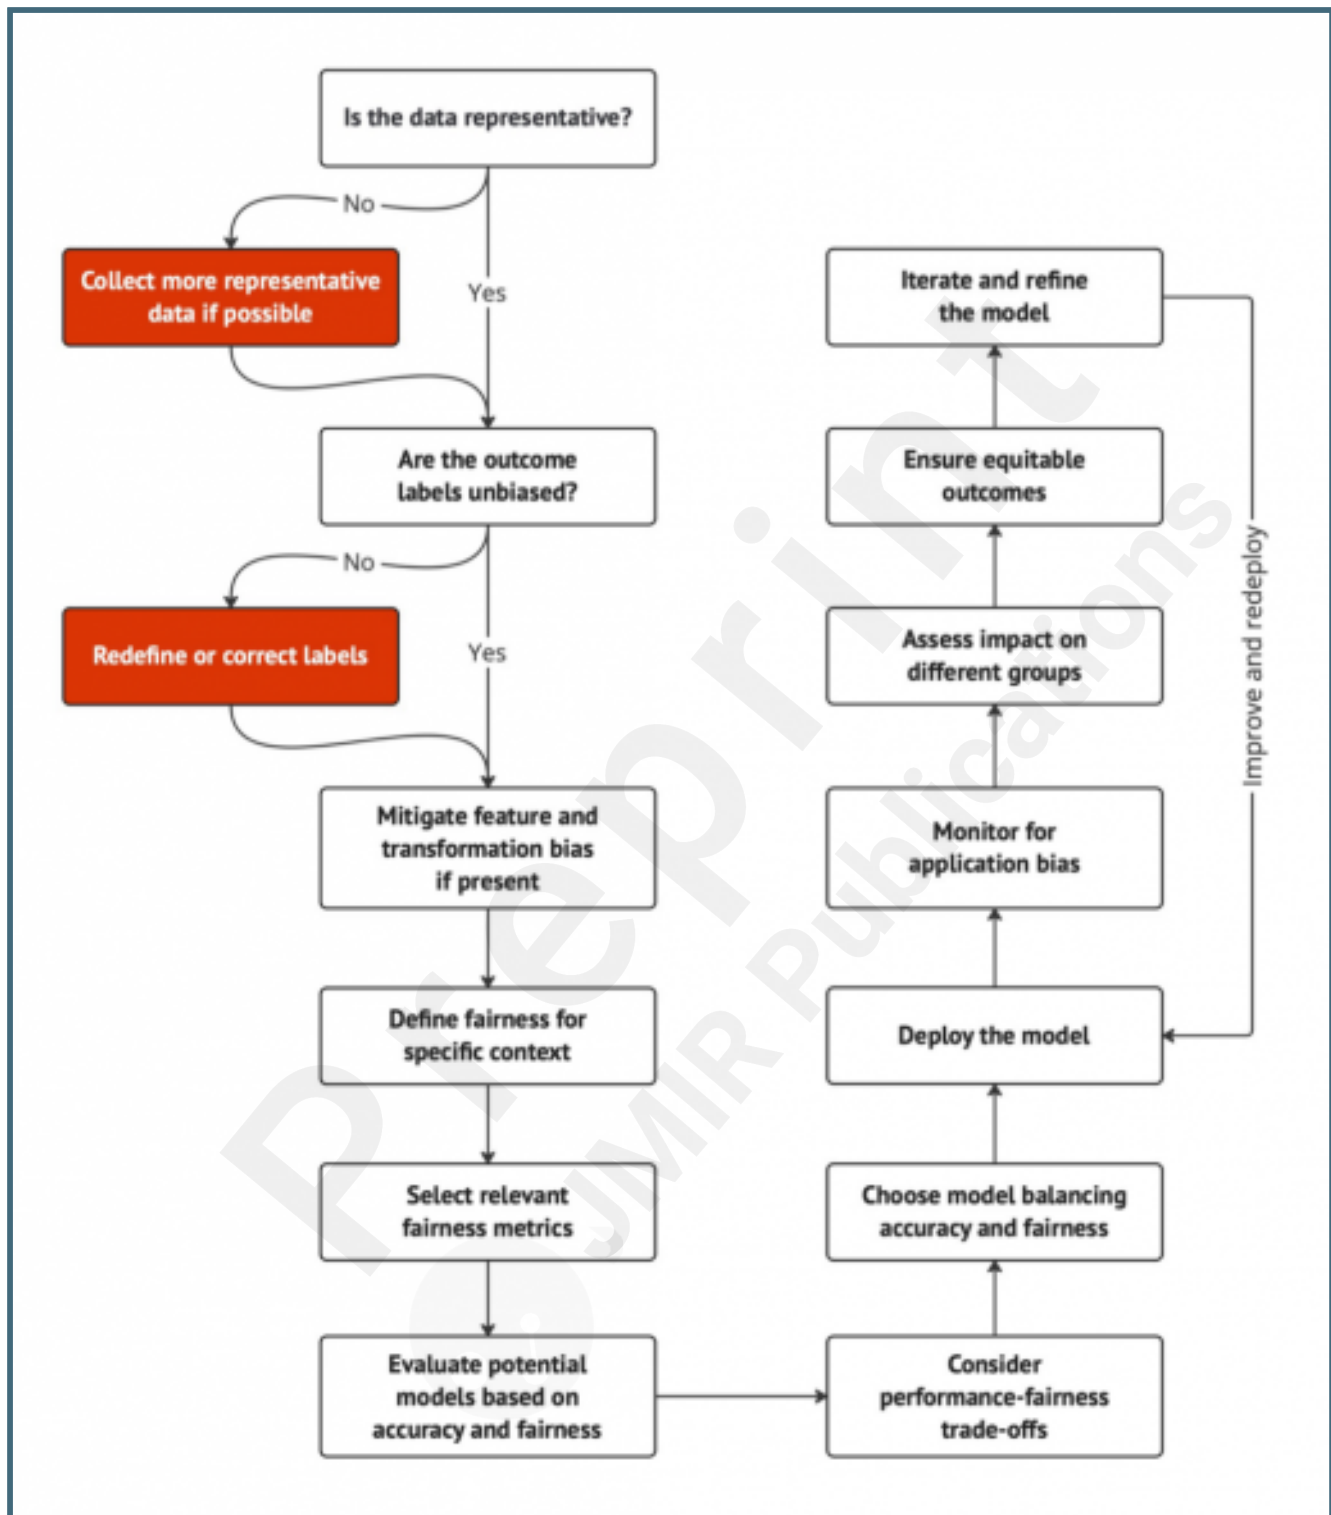 Is the data representative?
No
Collect more representative
data if possible
Yes
Are the outcome
labels unbiased?
No
Redefine or correct labels
Yes
Mitigate feature and
transformation bias
if present
Define fairness for
specific context
Select relevant
fairness metrics
Evaluate potential
models based on
accuracy and fairness
Consider
performance-fairness
trade-offs
Choose model balancing
accuracy and fairness
Deploy the model
Monitor for
application bias
Assess impact on
different groups
Ensure equitable
outcomes
Iterate and refine
the model
Improve and redeploy
Preprint
JMIR Publications